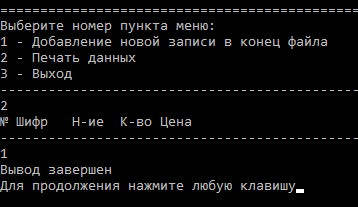 ==============================================
Выберите номер пункта меню:
1 - Добавление новой записи в конец файла
2 - Печать данных
3 - Выход
----------------------------------------------
2
№ Шифр   Н-ие  К-во Цена
----------------------------------------------
1
Вывод завершен
Для продолжения нажмите любую клавишу